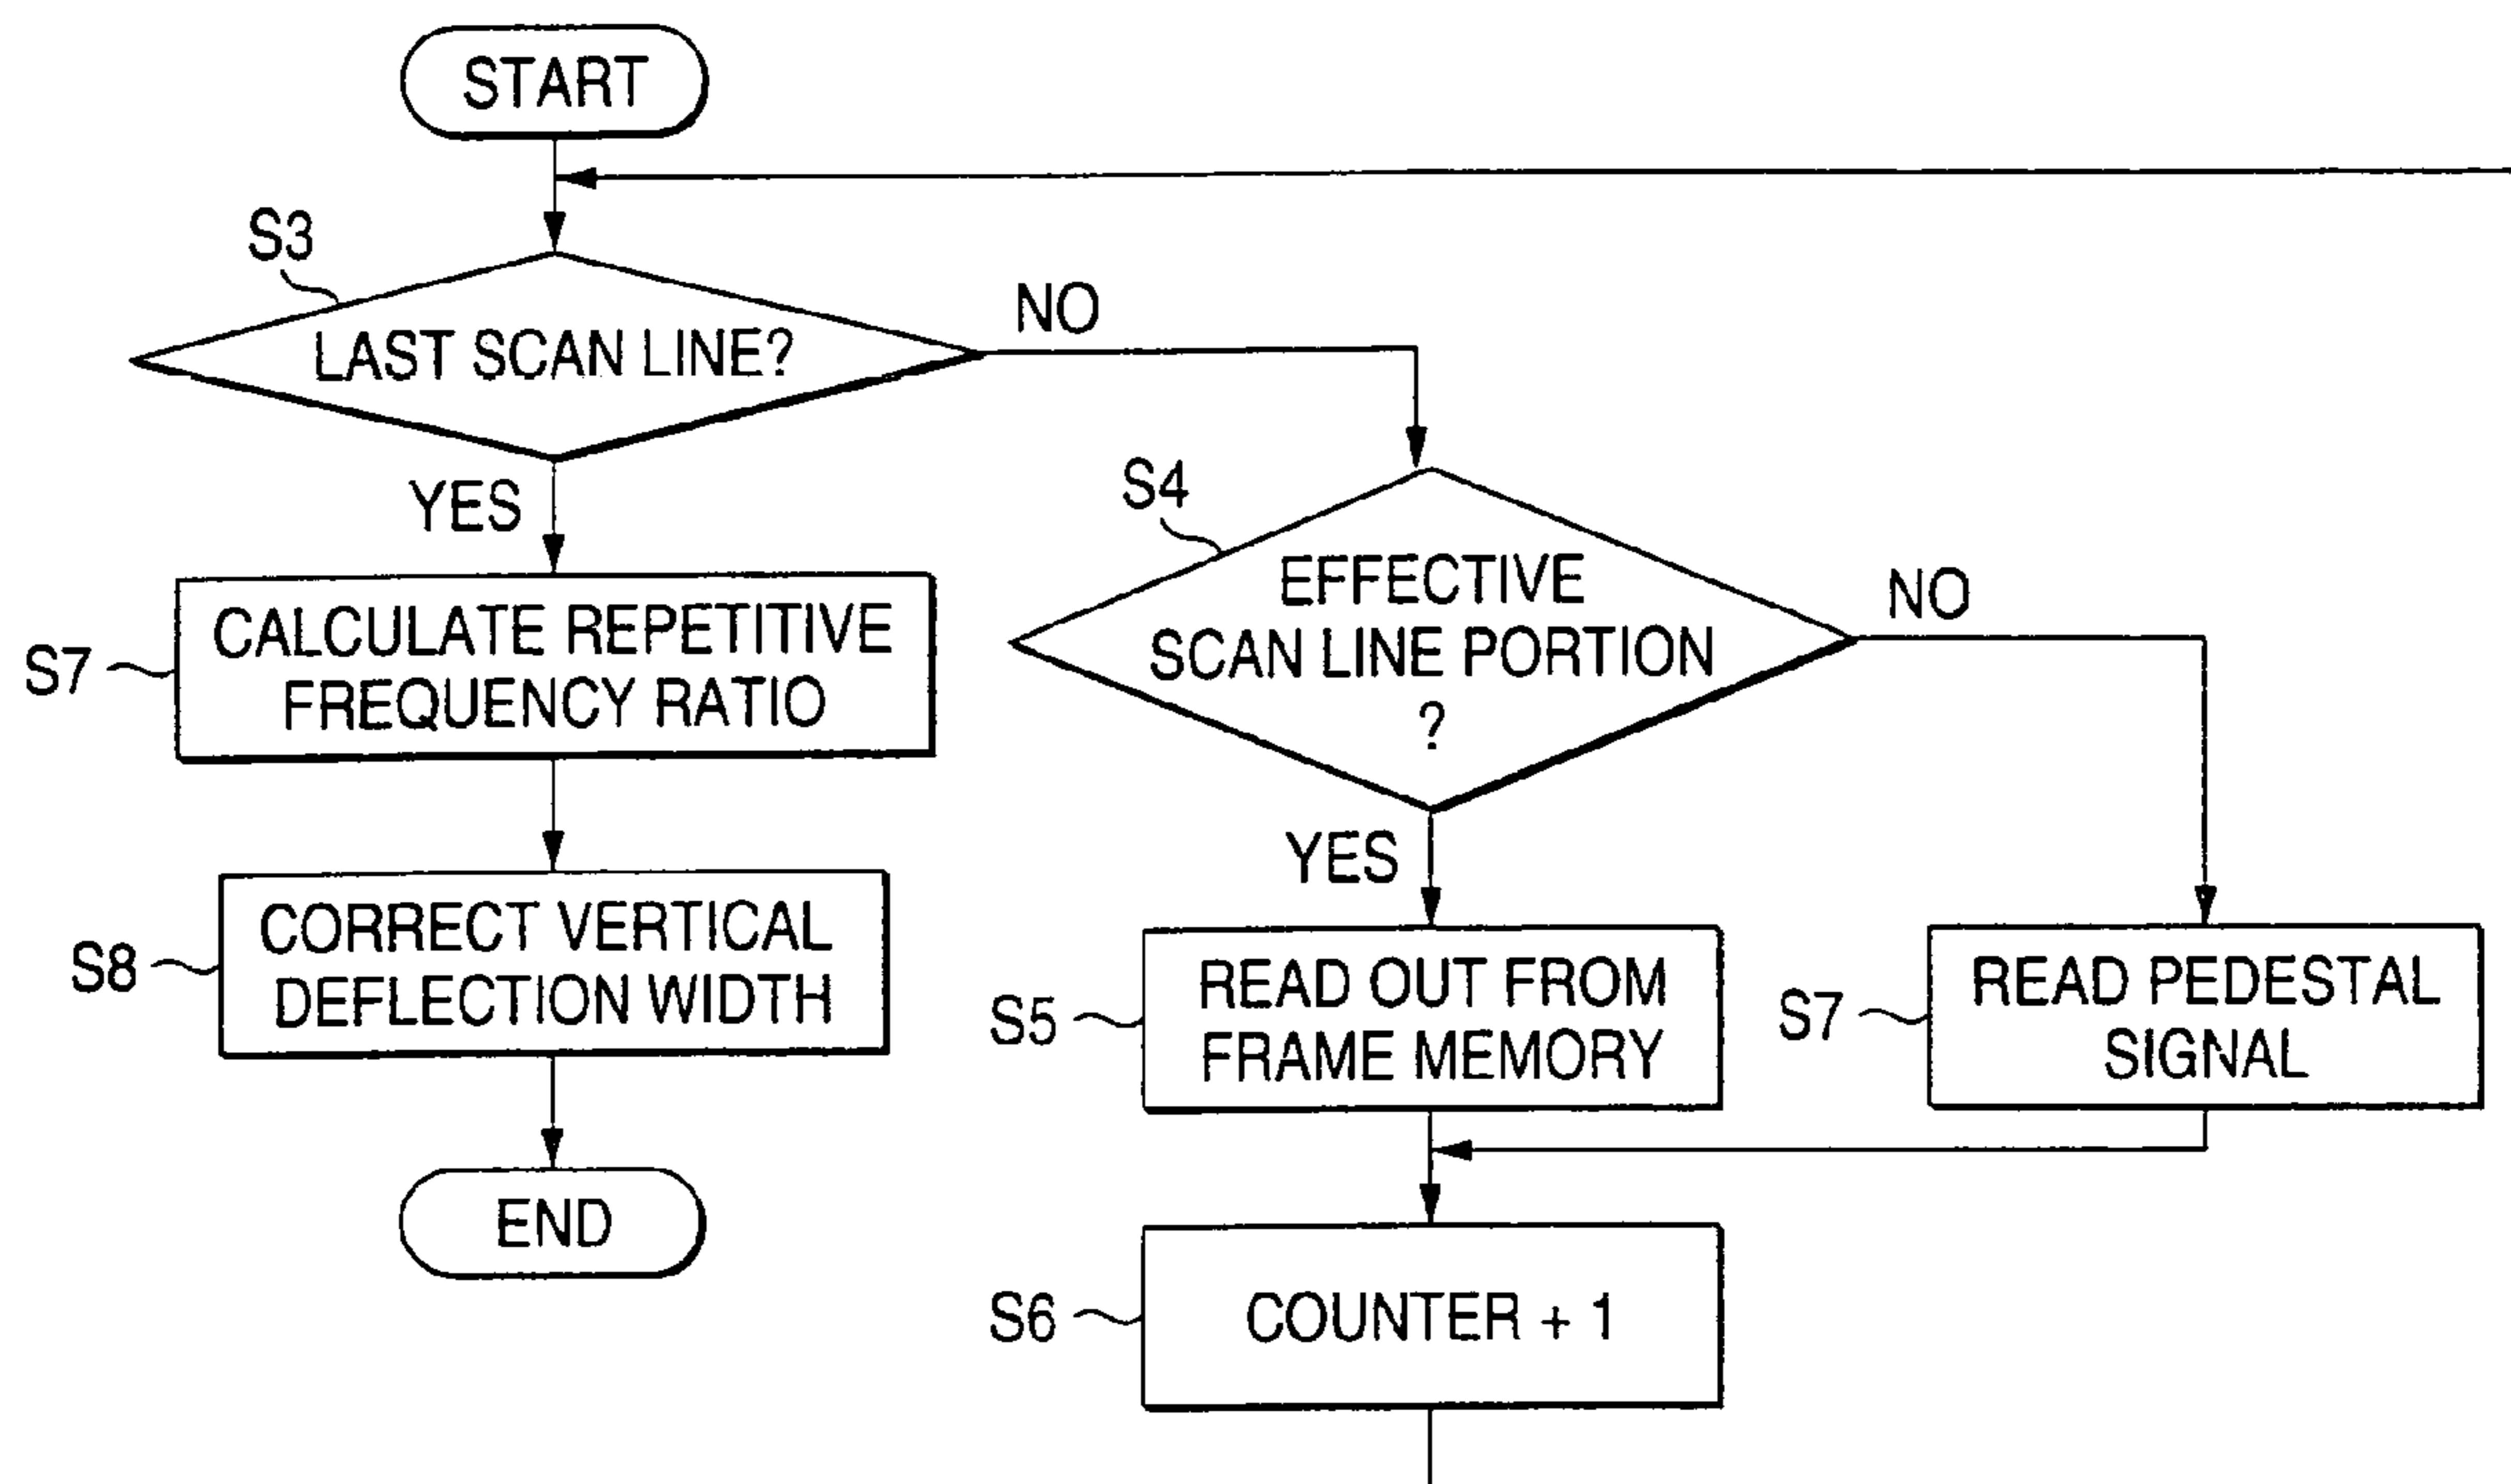 START
S3
LAST SCAN LINE?
NO
YES
S7
CALCULATE REPETITIVE
FREQUENCY RATIO
S8
CORRECT VERTICAL
DEFLECTION WIDTH
END
S4
EFFECTIVE
SCAN LINE PORTION
?
NO
YES
S5
READ OUT FROM
FRAME MEMORY
S7
READ PEDESTAL
SIGNAL
S6
COUNTER + 1